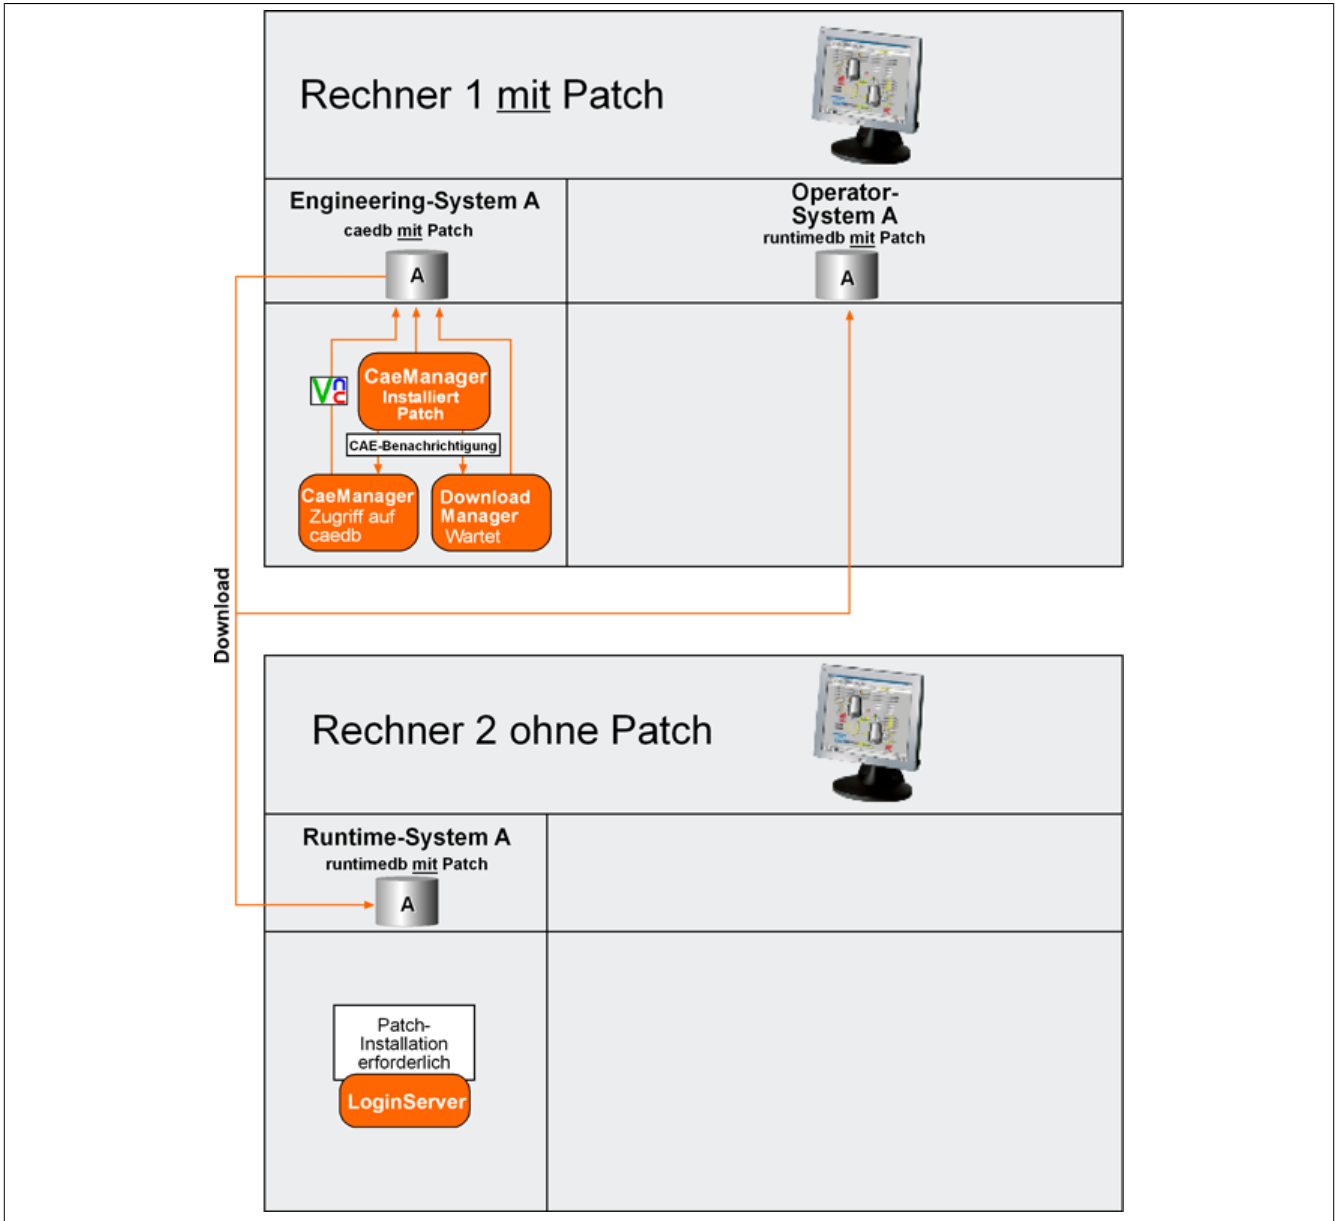 Rechner 1 mit Patch
Engineering-System A
caedb mit Patch
A
Operator-
System A
runtimedb mit Patch
A
Vnc
CaeManager
Installiert
Patch
CAE-Benachrichtigung
CaeManager
Zugriff auf
caedb
Download
Manager
Wartet
Download
Rechner 2 ohne Patch
Runtime-System A
runtimedb mit Patch
A
Patch-
Installation
erforderlich
LoginServer